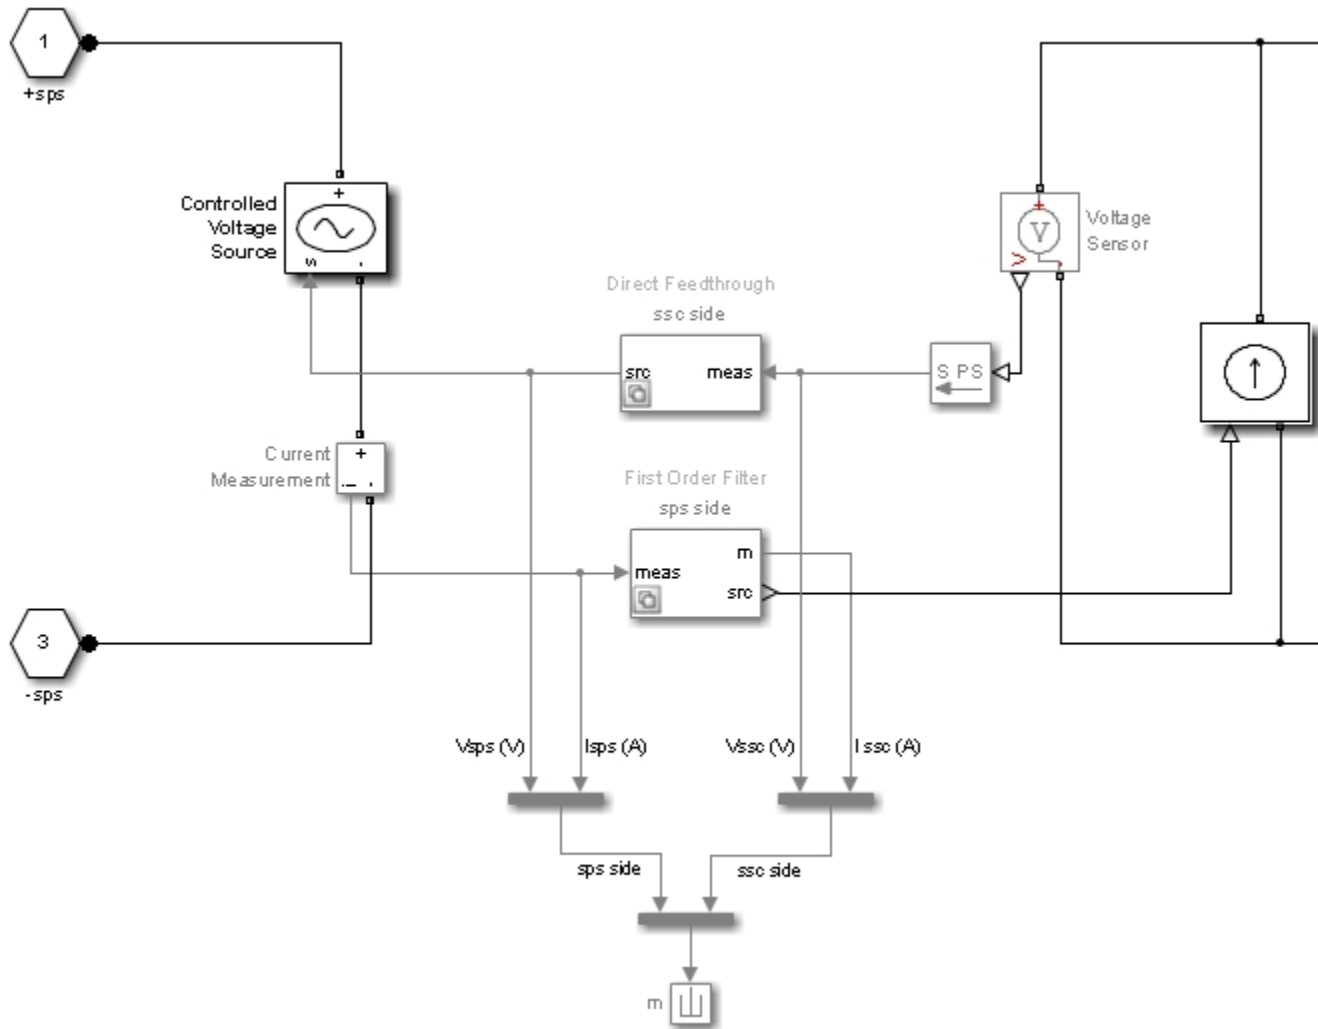 1
+sps
Controlled
Voltage
Source
+
s
-
Voltage
Sensor
+
V
V
-
Direct Feedthrough
ssc side
src
meas
S PS
Current
Measurement
+
i
-
First Order Filter
sps side
meas
m
src
3
-sps
Vsps (V)
Isps (A)
Vssc (V)
I ssc (A)
sps side
ssc side
m